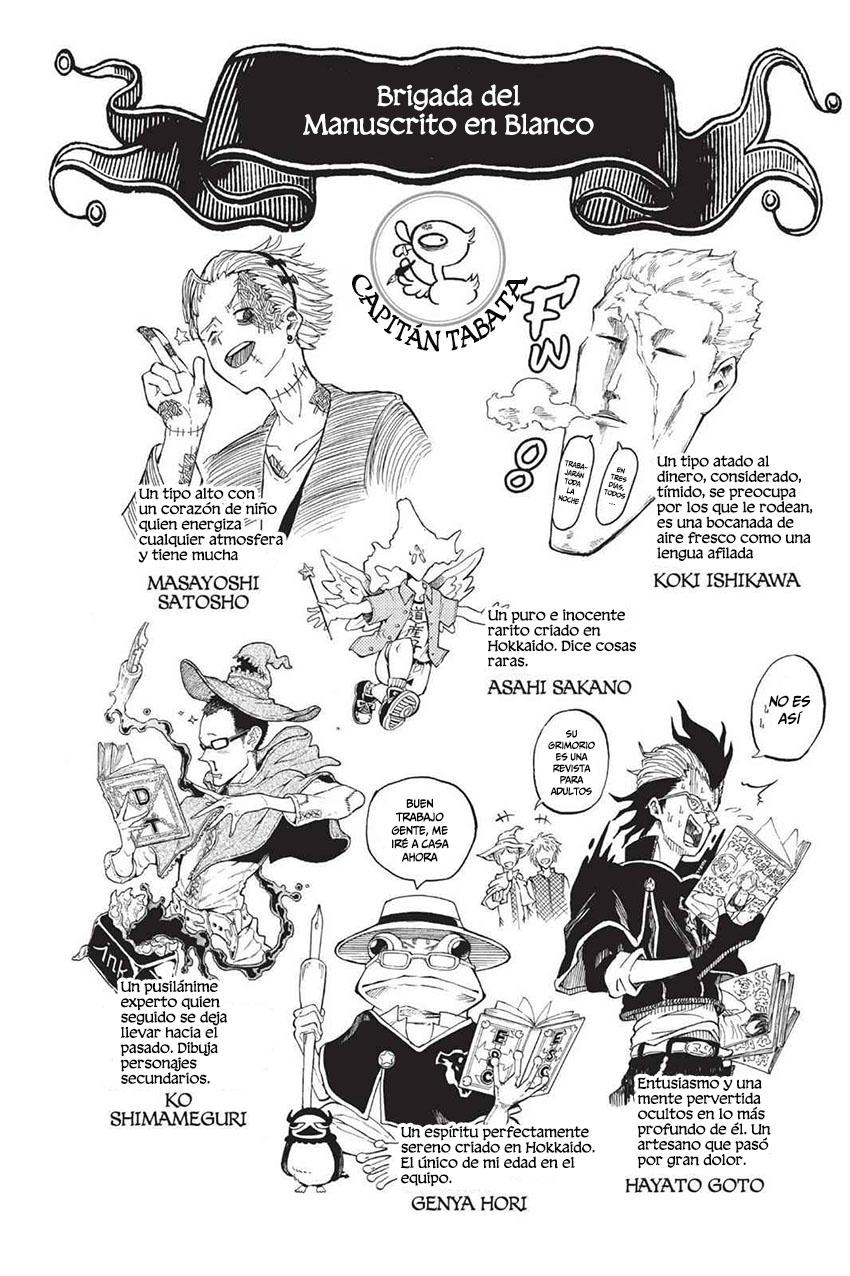 Brigada del
Manuscrito en Blanco
CAPITÁN TABATA
FW
Un tipo alto con
un corazón de niño
quien energiza
cualquier atmosfera
y tiene mucha
MASAYOSHI
SATOSHO
EN
TRES
DÍAS,
TODOS
...
TRABA-
JARÁN
TODA
LA
NOCHE
Un tipo atado al
dinero, considerado,
tímido, se preocupa
por los que le rodean,
es una bocanada de
aire fresco como una
lengua afilada
KOKI ISHIKAWA
道産子
Un puro e inocente
rarito criado en
Hokkaido. Dice cosas
raras.
ASAHI SAKANO
NO ES
ASÍ
SU
GRIMORIO
ES UNA
REVISTA
PARA
ADULTOS
BUEN
TRABAJO
GENTE, ME
IRÉ A CASA
AHORA
D
T
ink
Un pusilánime
experto quien
seguido se deja
llevar hacia el
pasado. Dibuja
personajes
secundarios.
KO
SHIMAMEGURI
Un espíritu perfectamente
sereno criado en Hokkaido.
El único de mi edad en el
equipo.
GENYA HORI
Entusiasmo y una
mente pervertida
ocultos en lo más
profundo de él. Un
artesano que pasó
por gran dolor.
HAYATO GOTO